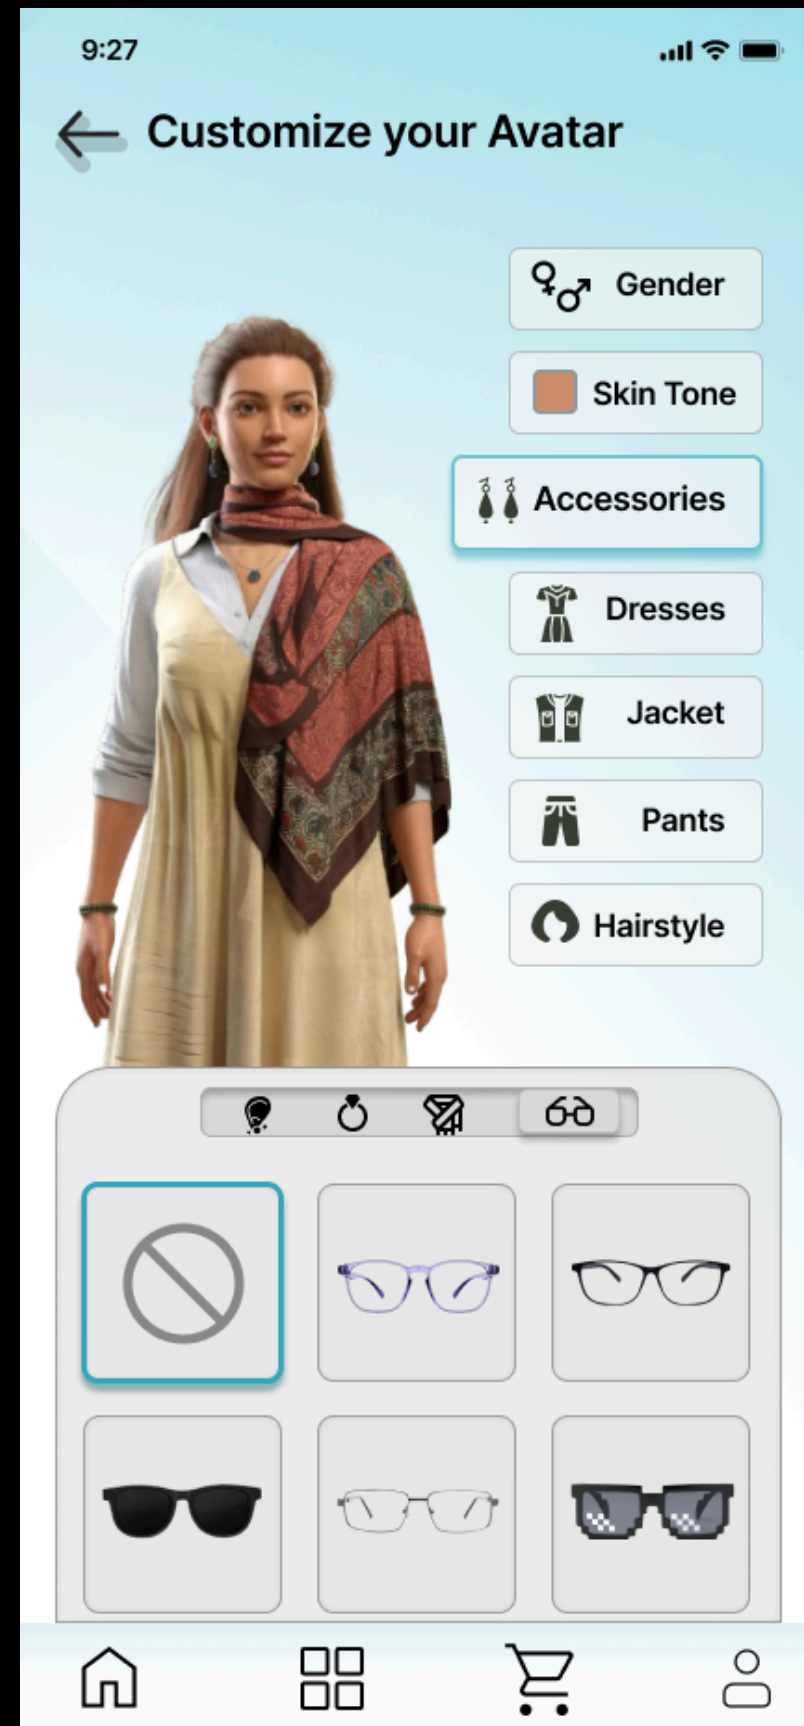 9:27
Customize your Avatar
Gender
Skin Tone
Accessories
Dresses
Jacket
Pants
Hairstyle